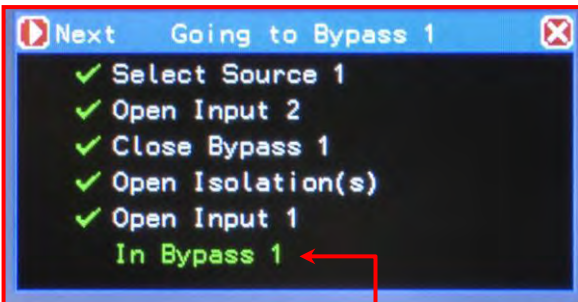 Next Going to Bypass 1
Select Source 1
Open Input 2
Close Bypass 1
Open Isolation(s)
Open Input 1
In Bypass 1